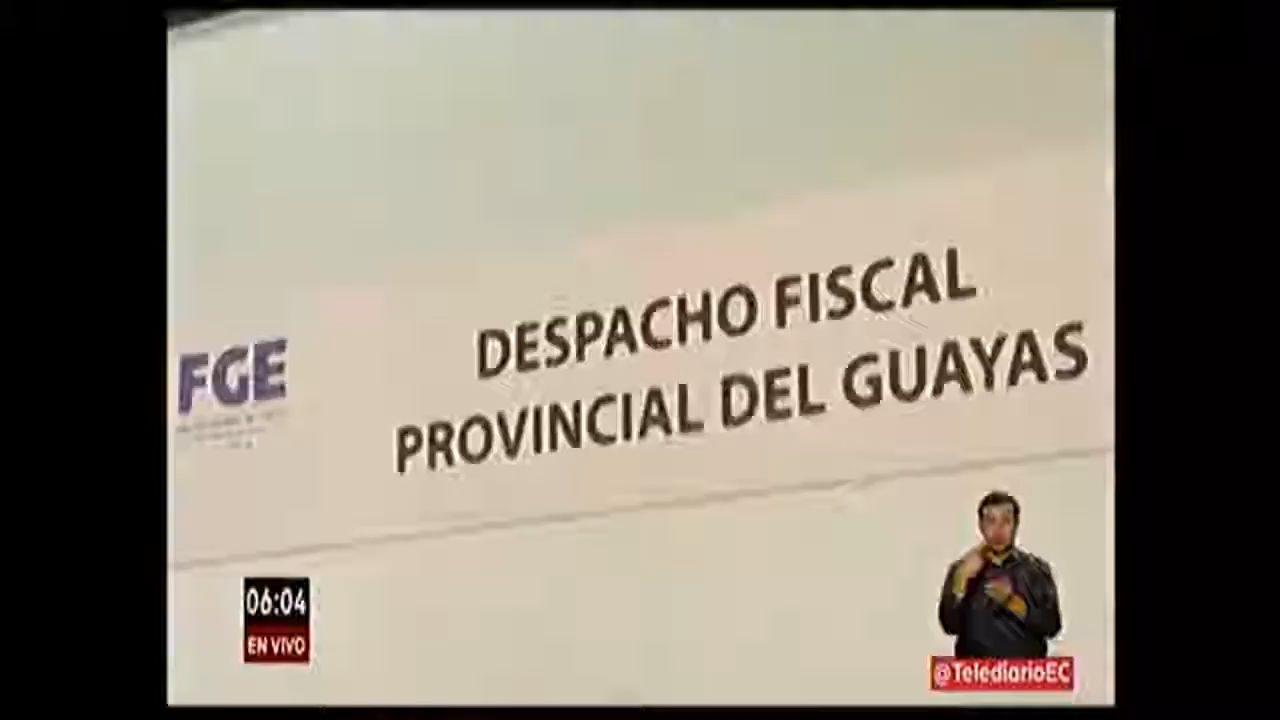 DESPACHO FISCAL
PROVINCIAL DEL GUAYAS
FGE
06:04
EN VIVO
@TelediarioEC